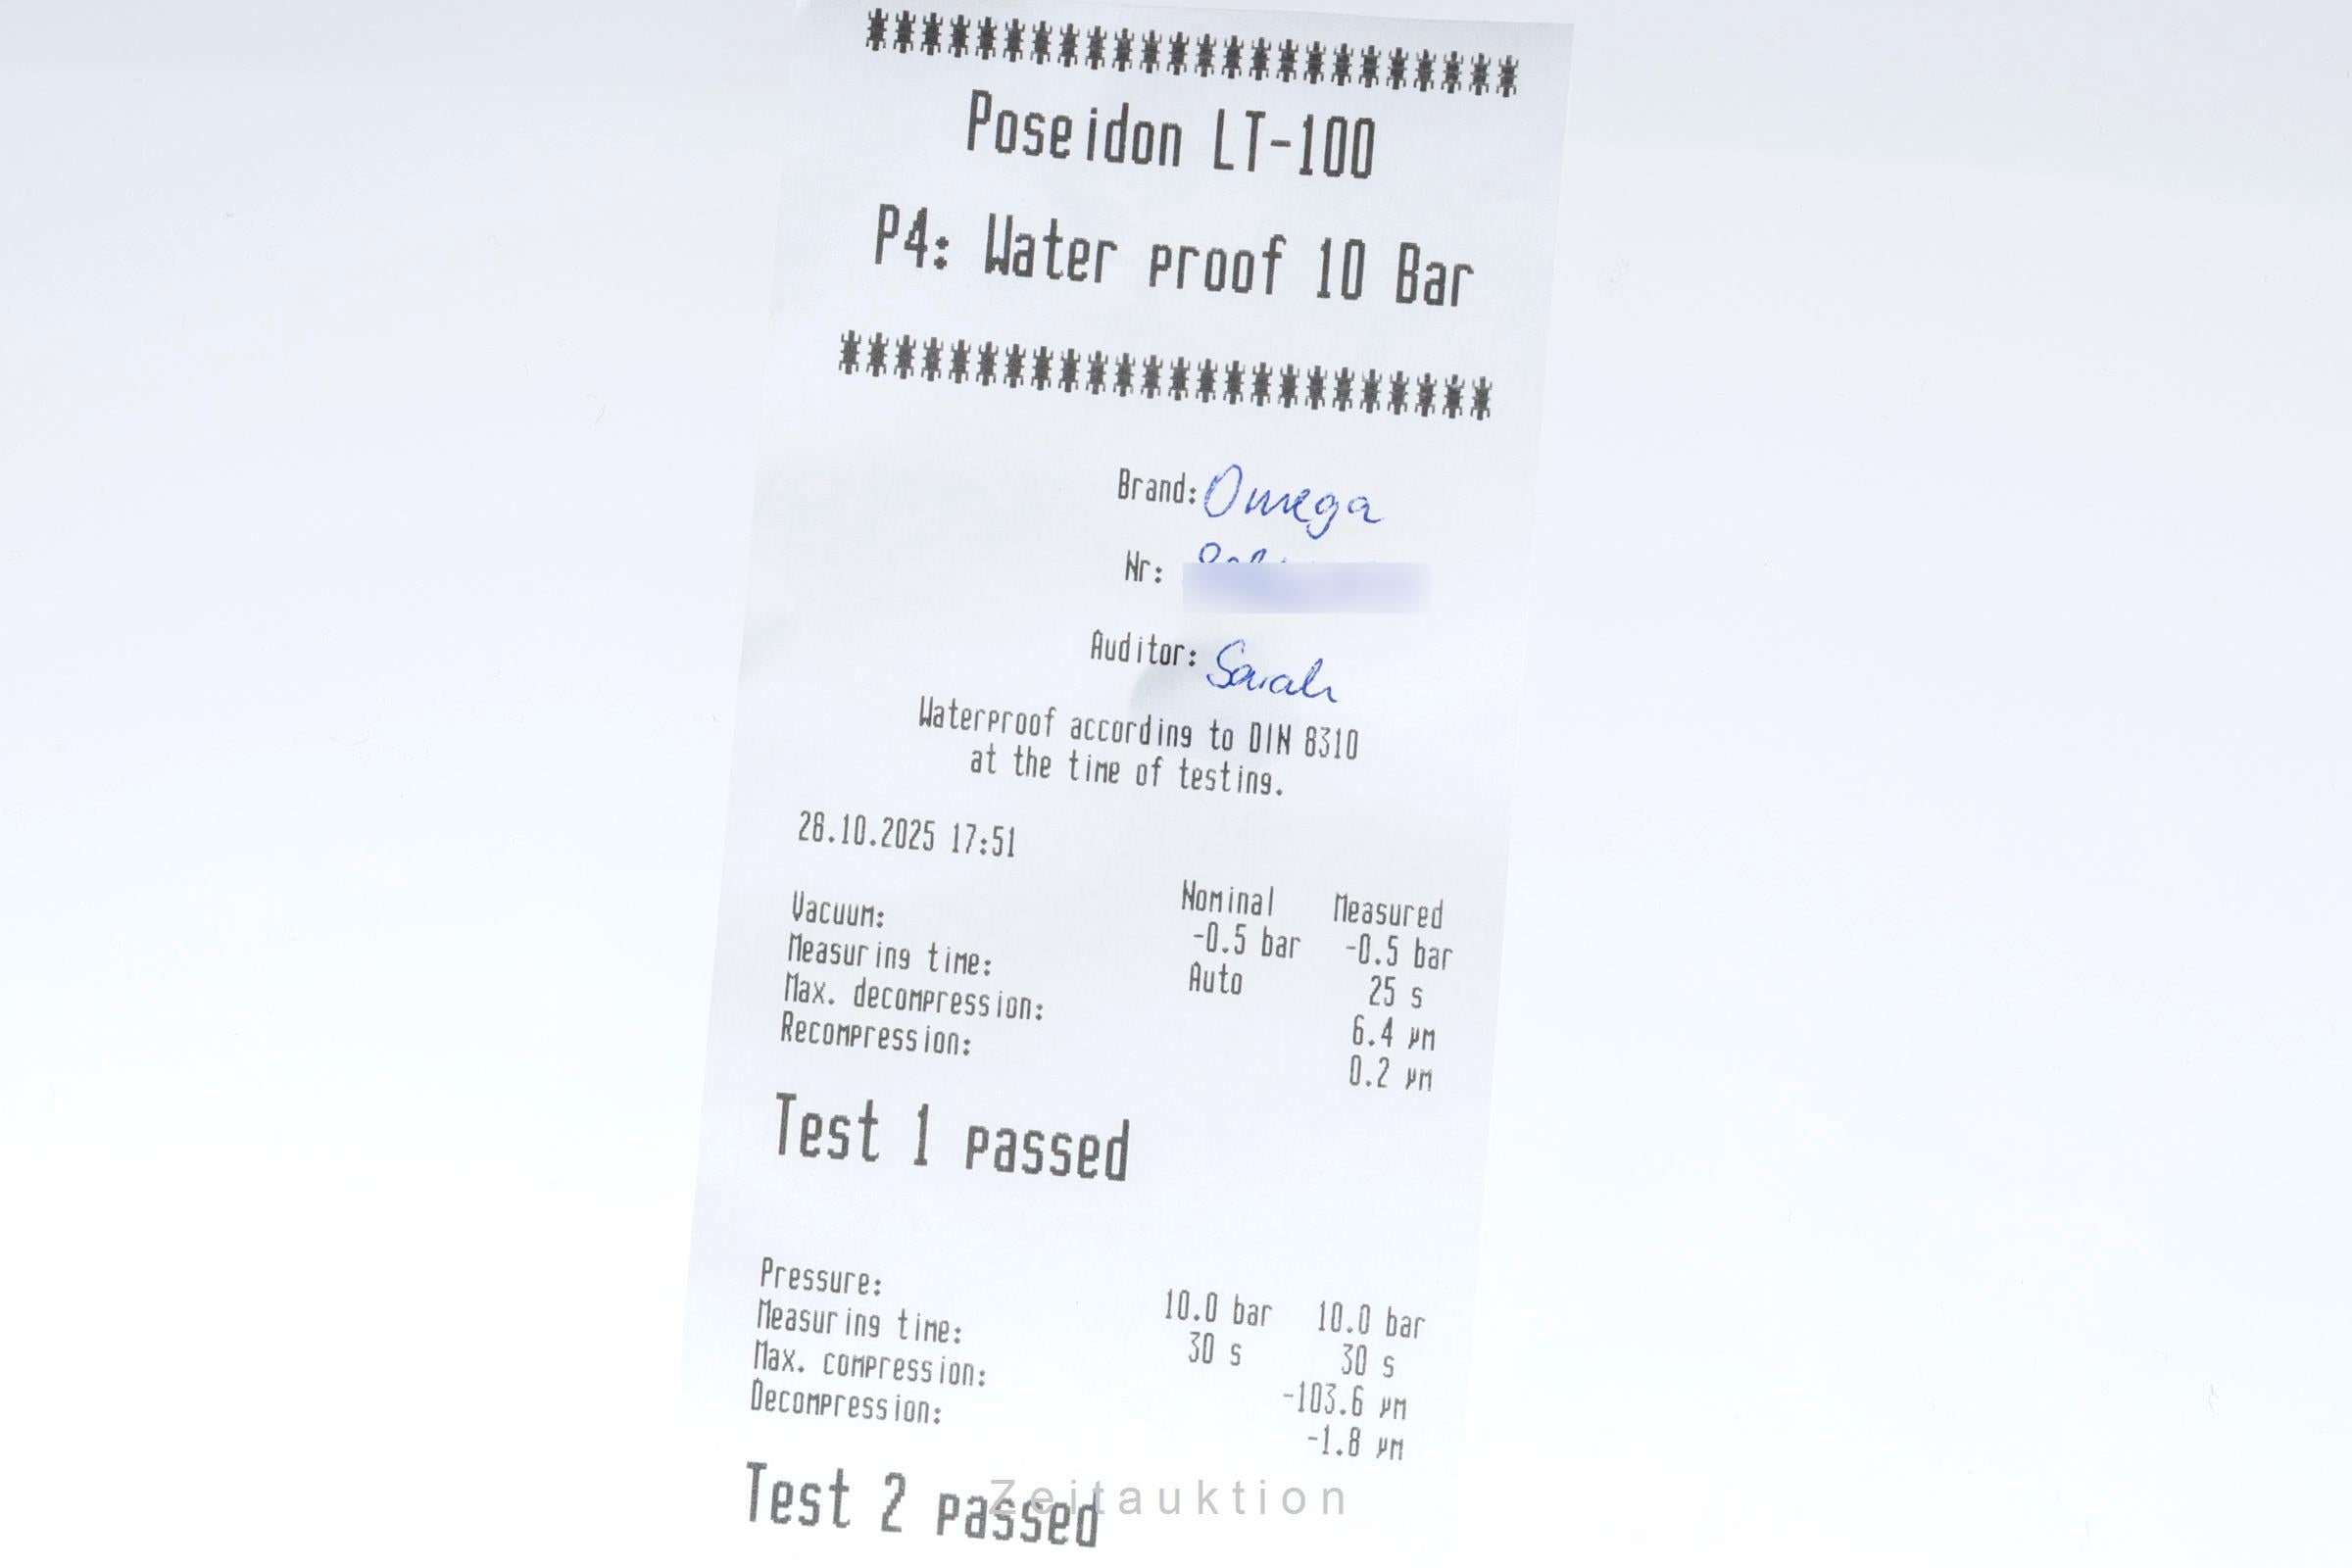 ************************
Poseidon LT-100
P4: Water proof 10 Bar
************************
Brand: Omega
Nr:
Auditor: Sarah
Waterproof according to DIN 8310
at the time of testing.
28.10.2025 17:51
Nominal Measured
Vacuum: -0.5 bar -0.5 bar
Measuring time: Auto 25 s
Max. decompression: 6.4 µm
Recompression: 0.2 µm
Test 1 passed
Pressure: 10.0 bar 10.0 bar
Measuring time: 30 s 30 s
Max. compression: -103.6 µm
Decompression: -1.8 µm
Test 2 passed
Zeitauktion